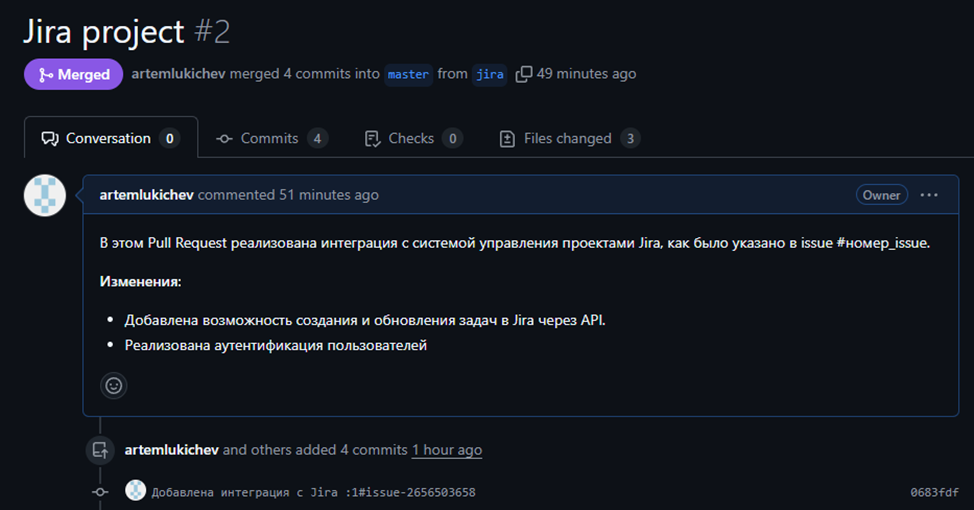 Jira project #2
Merged artemlukichev merged 4 commits into master from jira 49 minutes ago
Conversation 0 Commits 4 Checks 0 Files changed 3
artemlukichev commented 51 minutes ago Owner ...
В этом Pull Request реализована интеграция с системой управления проектами Jira, как было указано в issue #номер_issue.
Изменения:
• Добавлена возможность создания и обновления задач в Jira через API.
• Реализована аутентификация пользователей
artemlukichev and others added 4 commits 1 hour ago
Добавлена интеграция с Jira :1#issue-2656503658 0683fdf